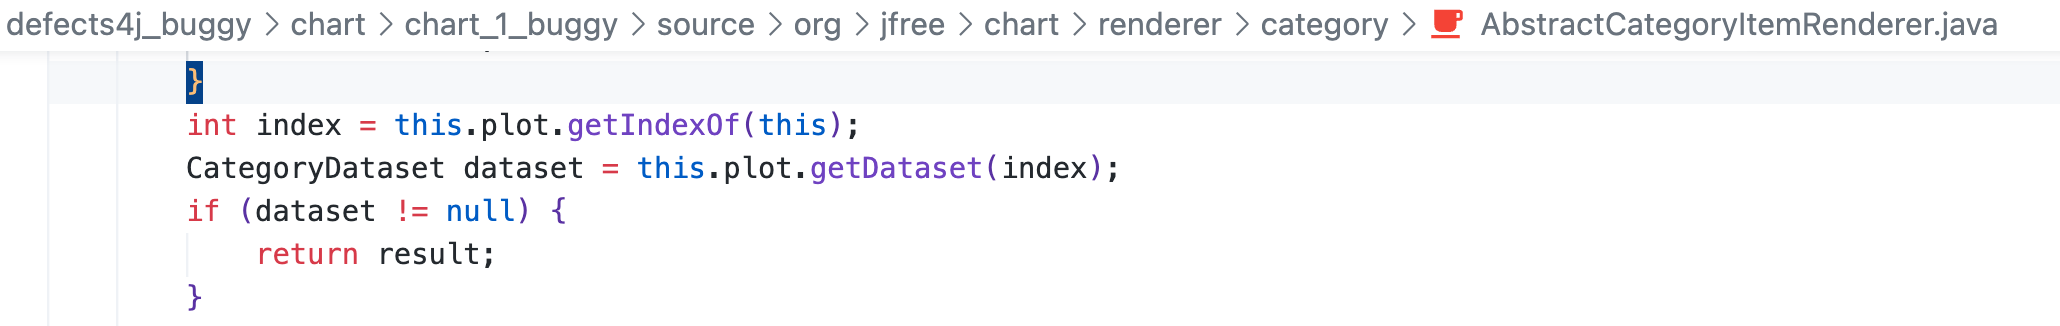 defects4j_buggy > chart > chart_1_buggy > source > org > jfree > chart > renderer > category > AbstractCategoryItemRenderer.java
}
int index = this.plot.getIndexOf(this);
CategoryDataset dataset = this.plot.getDataset(index);
if (dataset != null) {
    return result;
}